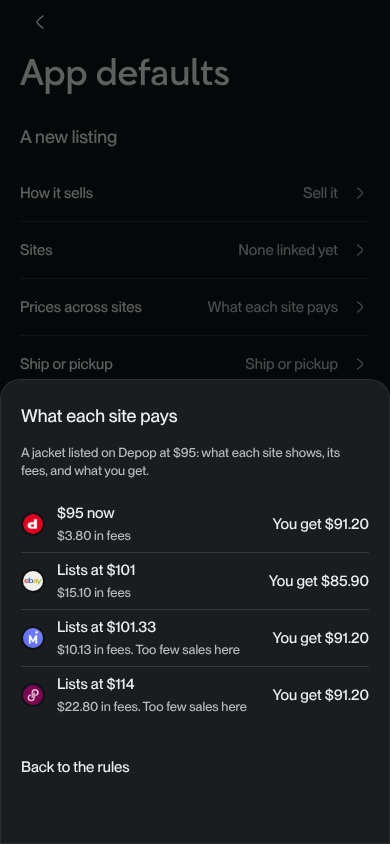 App defaults
A new listing
How it sells
Sell it
Sites
None linked yet
Prices across sites
What each site pays
Ship or pickup
Ship or pickup
What each site pays
A jacket listed on Depop at $95: what each site shows, its
fees, and what you get.
d
$95 now
$3.80 in fees
You get $91.20
ebay
Lists at $101
$15.10 in fees
You get $85.90
M
Lists at $101.33
$10.13 in fees. Too few sales here
You get $91.20
Lists at $114
$22.80 in fees. Too few sales here
You get $91.20
Back to the rules